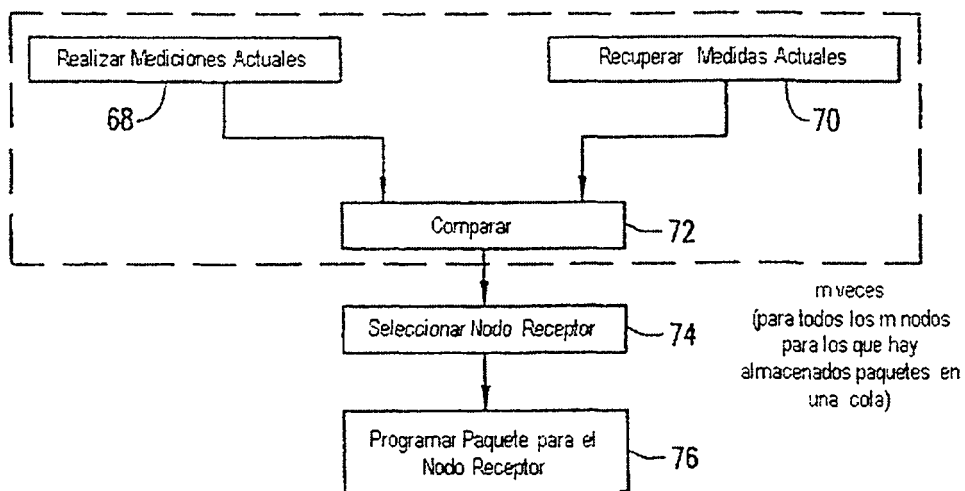 Realizar Mediciones Actuales
Recuperar Medidas Actuales
68
70
Comparar
72
m veces
(para todos los m nodos
para los que hay
almacenados paquetes en
una cola)
Seleccionar Nodo Receptor
74
Programar Paquete para el
Nodo Receptor
76